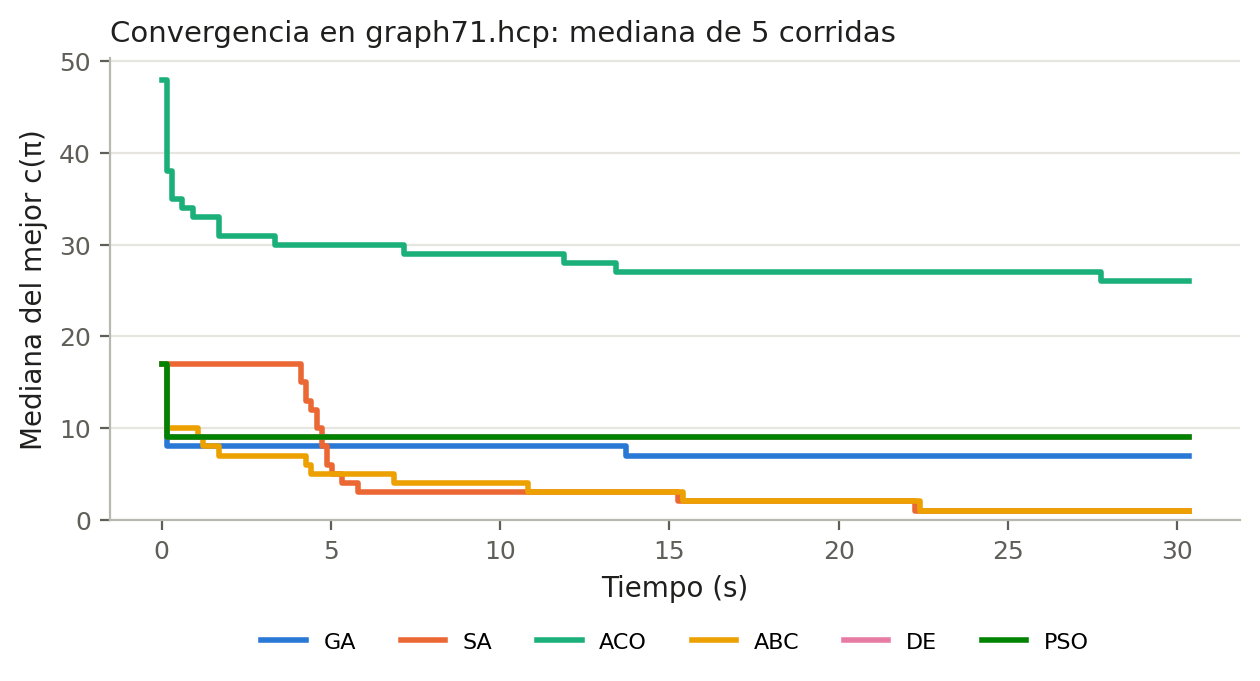 Convergencia en graph71.hcp: mediana de 5 corridas
Mediana del mejor c(π)
50
40
30
20
10
0
0 5 10 15 20 25 30
Tiempo (s)
GA SA ACO ABC DE PSO